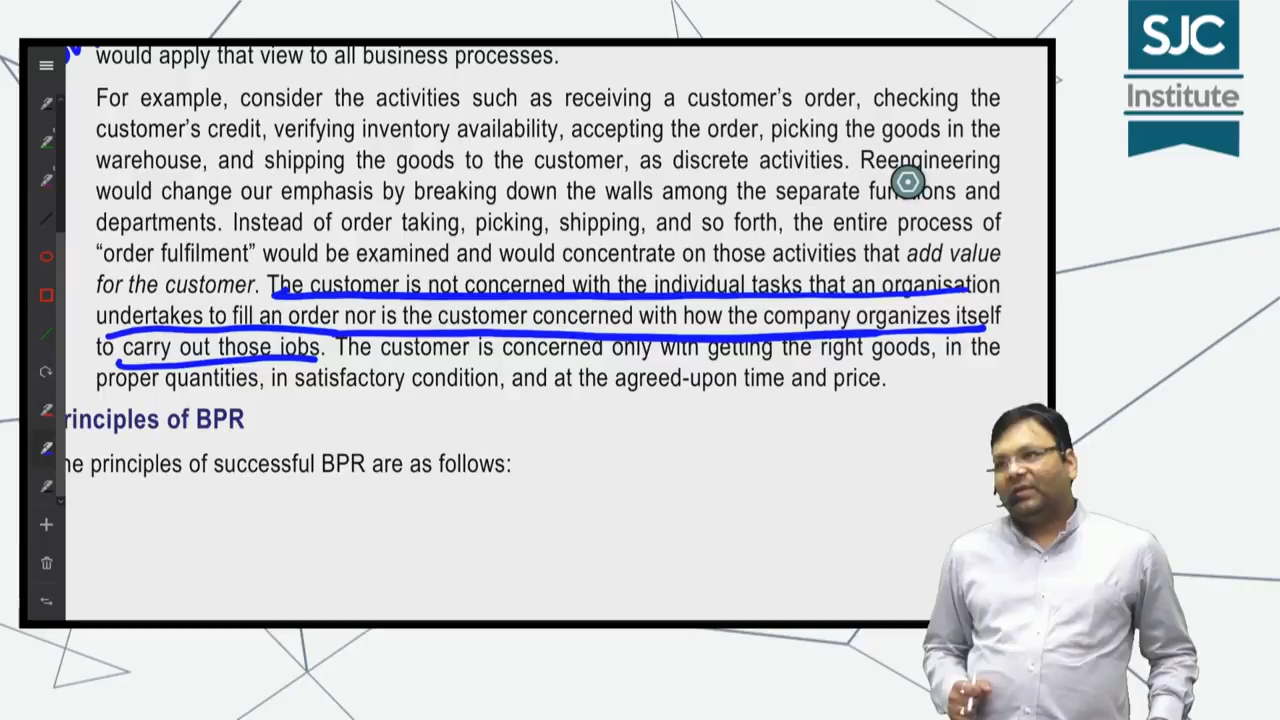 would apply that view to all business processes.
For example, consider the activities such as receiving a customer's order, checking the
customer's credit, verifying inventory availability, accepting the order, picking the goods in the
warehouse, and shipping the goods to the customer, as discrete activities. Reengineering
would change our emphasis by breaking down the walls among the separate functions and
departments. Instead of order taking, picking, shipping, and so forth, the entire process of
“order fulfilment” would be examined and would concentrate on those activities that add value
for the customer. The customer is not concerned with the individual tasks that an organisation
undertakes to fill an order nor is the customer concerned with how the company organizes itself
to carry out those jobs. The customer is concerned only with getting the right goods, in the
proper quantities, in satisfactory condition, and at the agreed-upon time and price.
rinciples of BPR
he principles of successful BPR are as follows:
SJC
Institute